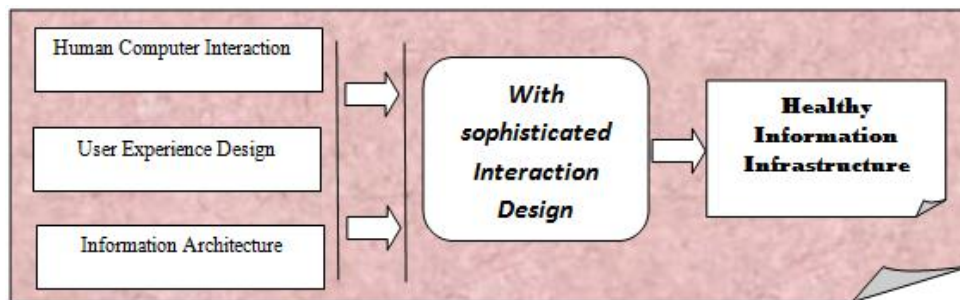 Human Computer Interaction
User Experience Design
Information Architecture
With
sophisticated
Interaction
Design
Healthy
Information
Infrastructure